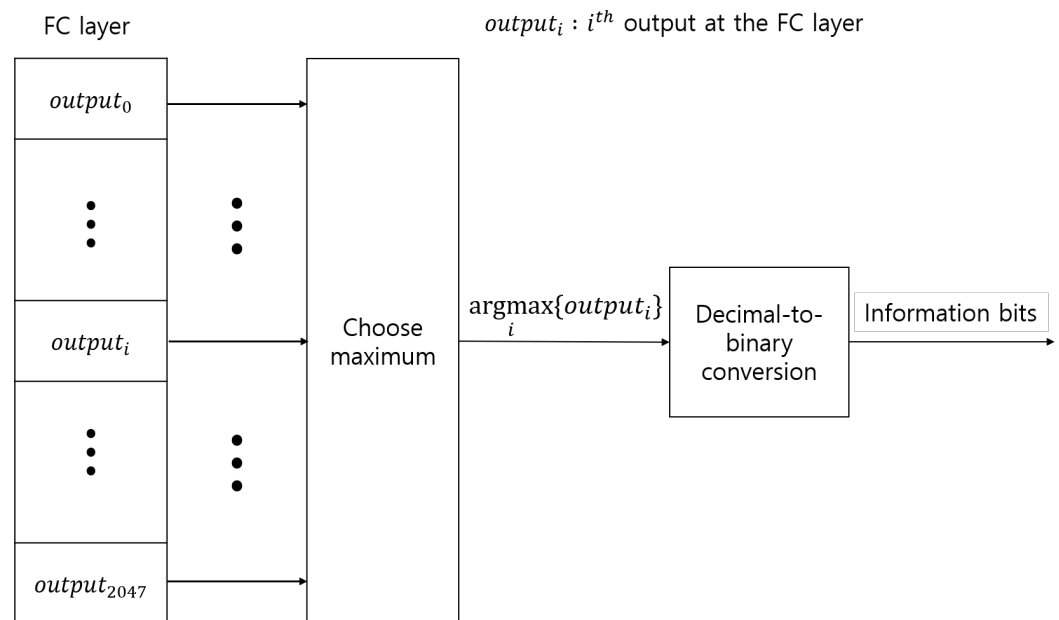 FC layer
output_i : i^th output at the FC layer
output_0
output_i
output_2047
Choose
maximum
argmax{output_i}
i
Decimal-to-
binary
conversion
Information bits